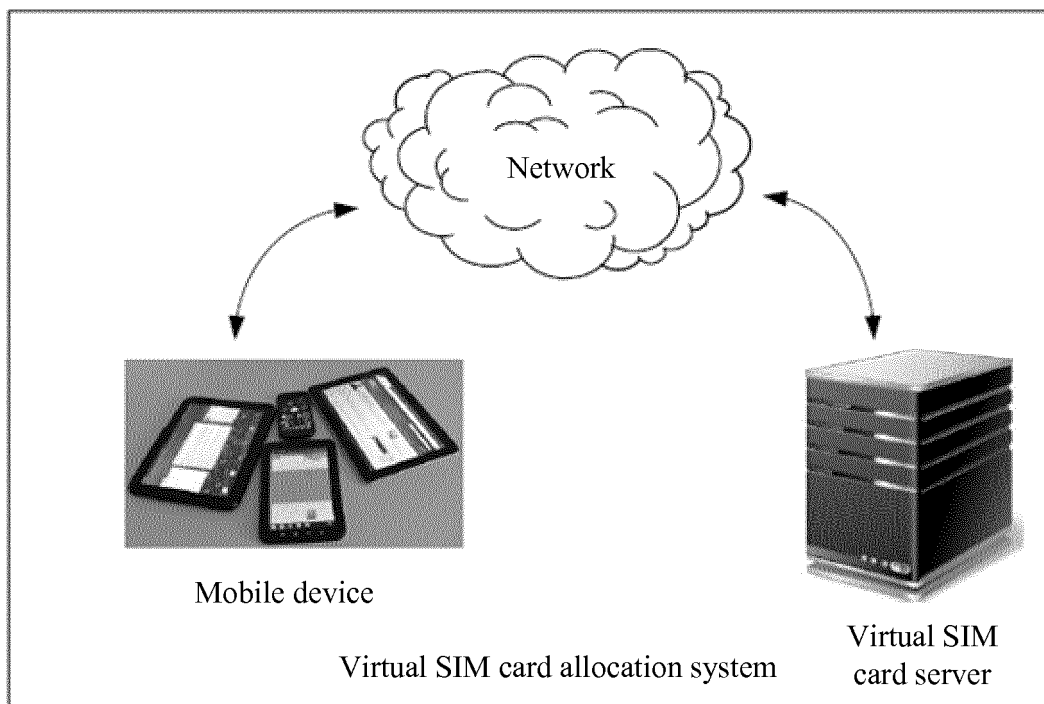 Network
Mobile device
Virtual SIM
card server
Virtual SIM card allocation system